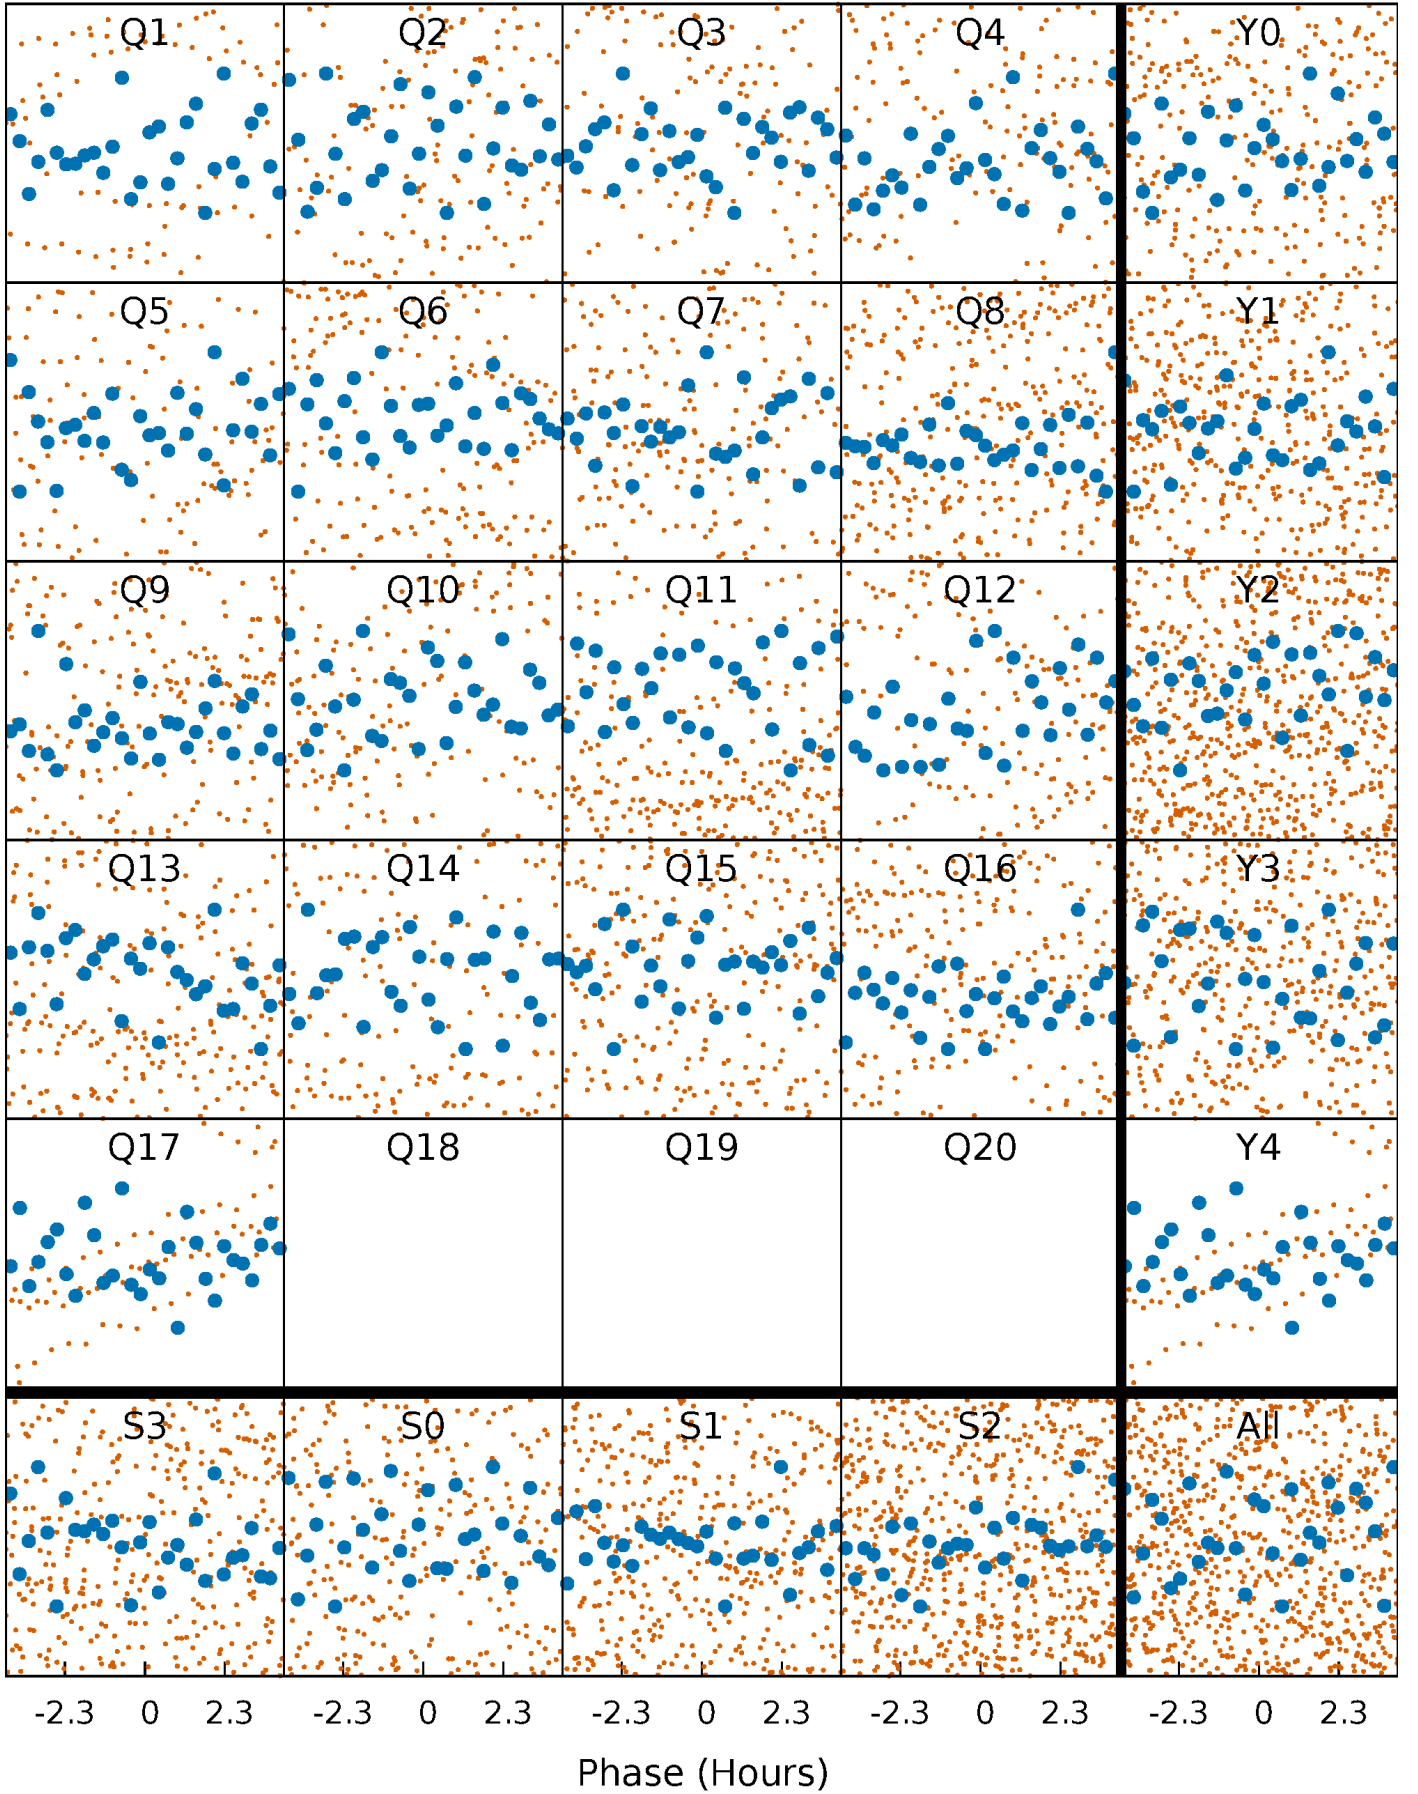 Q1 Q2 Q3 Q4 Y0
Q5 Q6 Q7 Q8 Y1
Q9 Q10 Q11 Q12 Y2
Q13 Q14 Q15 Q16 Y3
Q17 Q18 Q19 Q20 Y4
S3 S0 S1 S2 All
-2.3 0 2.3 -2.3 0 2.3 -2.3 0 2.3 -2.3 0 2.3 -2.3 0 2.3
Phase (Hours)